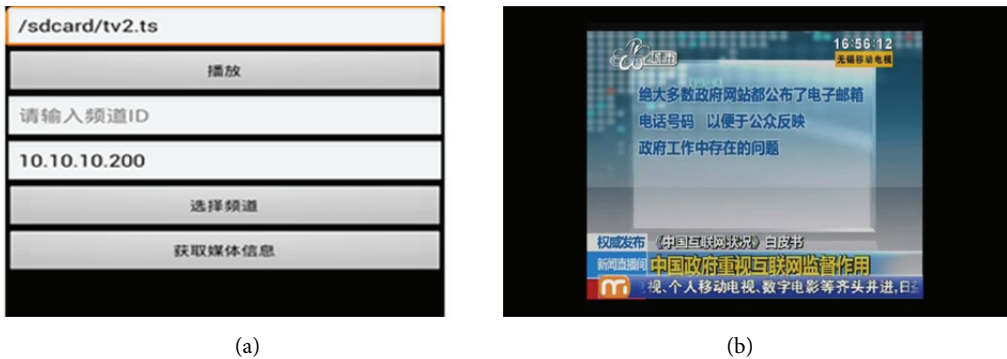 /sdcard/tv2.ts
播放
请输入频道ID
10.10.10.200
选择频道
获取媒体信息
(a)
16:56:12
无锡移动电视
绝大多数政府网站都公布了电子邮箱
电话号码 以便于公众反映
政府工作中存在的问题
权威发布 《中国互联网状况》白皮书
新闻直播间 中国政府重视互联网监督作用
视、个人移动电视、数字电影等齐头并进,日
(b)